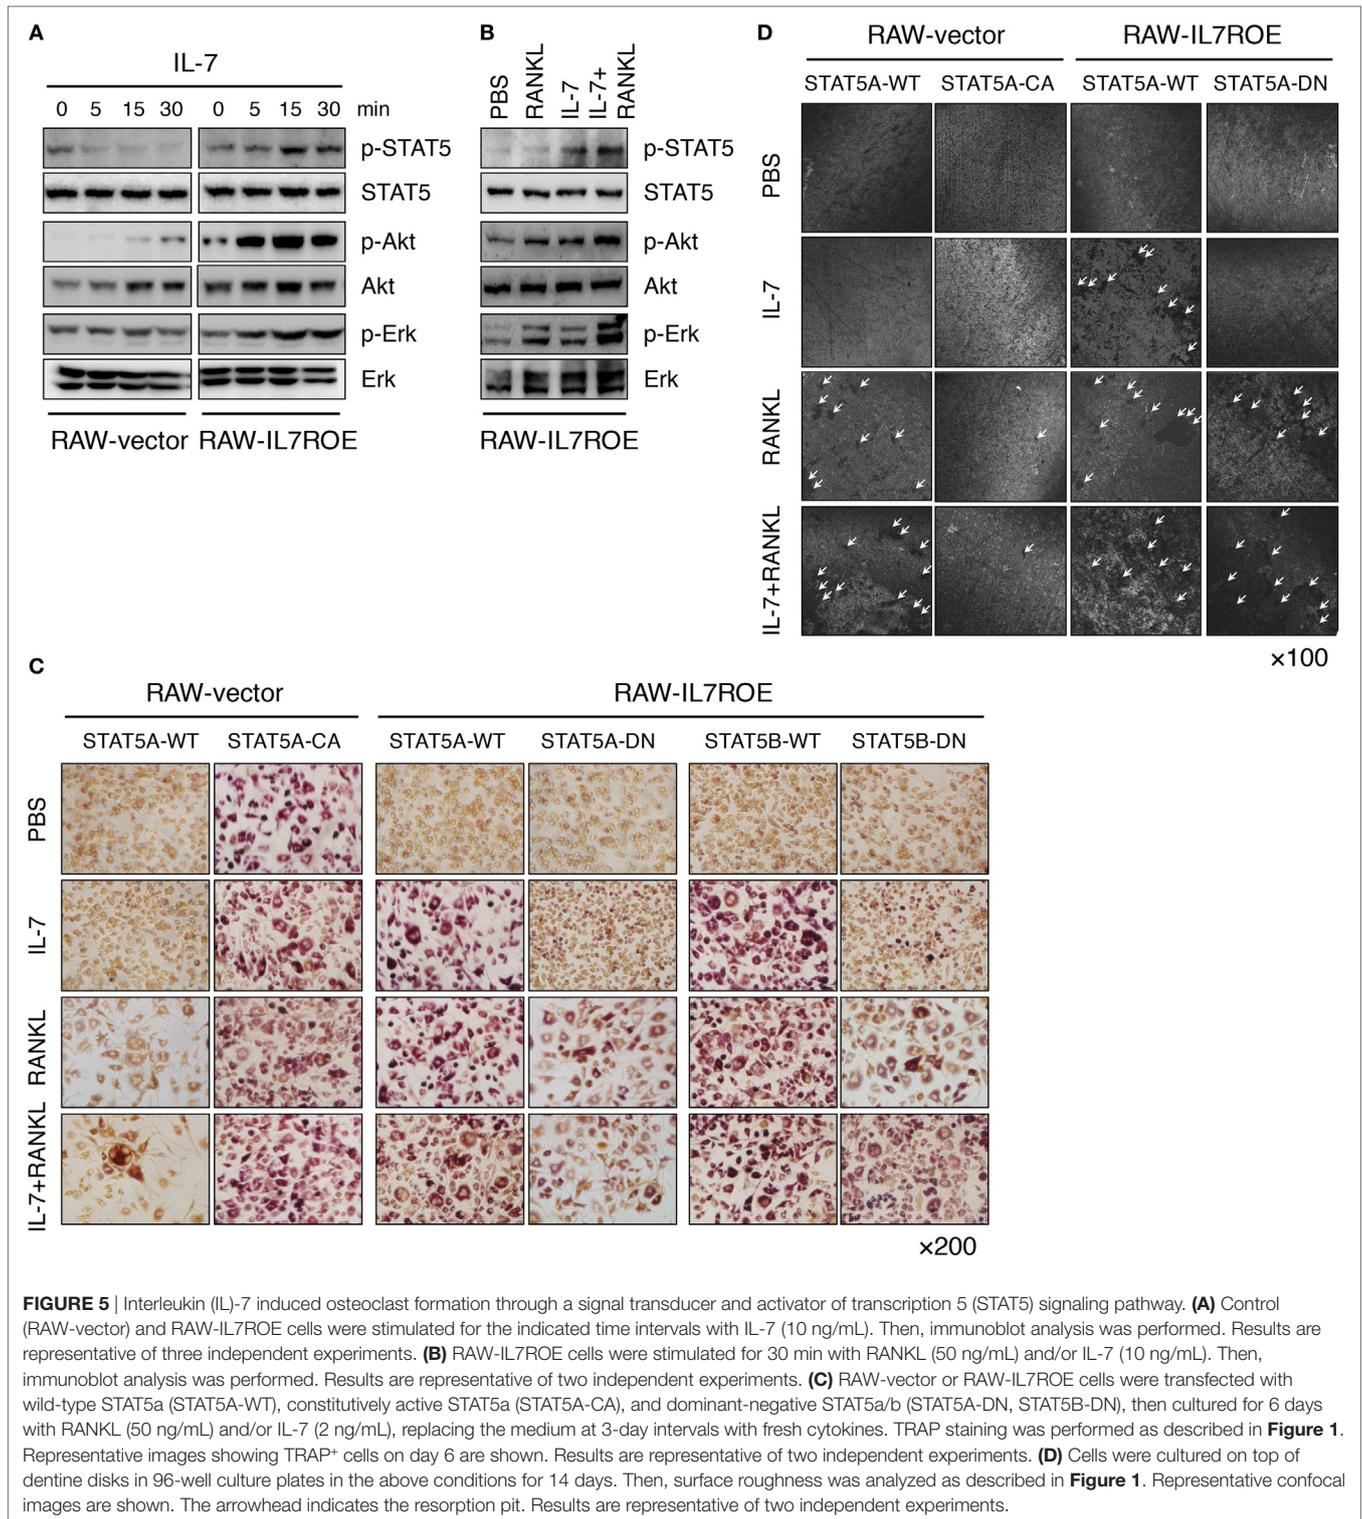 A
IL-7
0 5 15 30 0 5 15 30 min
p-STAT5
STAT5
p-Akt
Akt
p-Erk
Erk
RAW-vector RAW-IL7ROE
B
PBS
RANKL
IL-7
IL-7+
RANKL
p-STAT5
STAT5
p-Akt
Akt
p-Erk
Erk
RAW-IL7ROE
D
RAW-vector RAW-IL7ROE
STAT5A-WT STAT5A-CA STAT5A-WT STAT5A-DN
PBS
IL-7
RANKL
IL-7+RANKL
×100
C
RAW-vector RAW-IL7ROE
STAT5A-WT STAT5A-CA STAT5A-WT STAT5A-DN STAT5B-WT STAT5B-DN
PBS
IL-7
RANKL
IL-7+RANKL
×200
FIGURE 5 | Interleukin (IL)-7 induced osteoclast formation through a signal transducer and activator of transcription 5 (STAT5) signaling pathway. (A) Control
(RAW-vector) and RAW-IL7ROE cells were stimulated for the indicated time intervals with IL-7 (10 ng/mL). Then, immunoblot analysis was performed. Results are
representative of three independent experiments. (B) RAW-IL7ROE cells were stimulated for 30 min with RANKL (50 ng/mL) and/or IL-7 (10 ng/mL). Then,
immunoblot analysis was performed. Results are representative of two independent experiments. (C) RAW-vector or RAW-IL7ROE cells were transfected with
wild-type STAT5a (STAT5A-WT), constitutively active STAT5a (STAT5A-CA), and dominant-negative STAT5a/b (STAT5A-DN, STAT5B-DN), then cultured for 6 days
with RANKL (50 ng/mL) and/or IL-7 (2 ng/mL), replacing the medium at 3-day intervals with fresh cytokines. TRAP staining was performed as described in Figure 1.
Representative images showing TRAP+ cells on day 6 are shown. Results are representative of two independent experiments. (D) Cells were cultured on top of
dentine disks in 96-well culture plates in the above conditions for 14 days. Then, surface roughness was analyzed as described in Figure 1. Representative confocal
images are shown. The arrowhead indicates the resorption pit. Results are representative of two independent experiments.